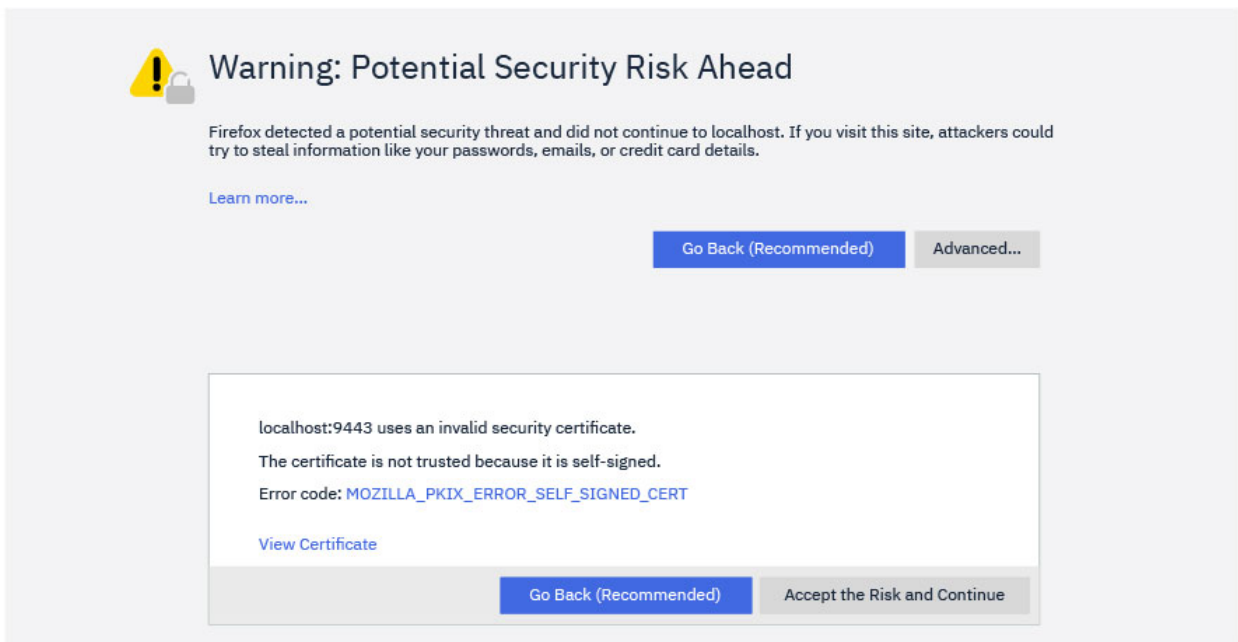 Warning: Potential Security Risk Ahead
Firefox detected a potential security threat and did not continue to localhost. If you visit this site, attackers could
try to steal information like your passwords, emails, or credit card details.
Learn more...
Go Back (Recommended)
Advanced...
localhost:9443 uses an invalid security certificate.
The certificate is not trusted because it is self-signed.
Error code: MOZILLA_PKIX_ERROR_SELF_SIGNED_CERT
View Certificate
Go Back (Recommended)
Accept the Risk and Continue